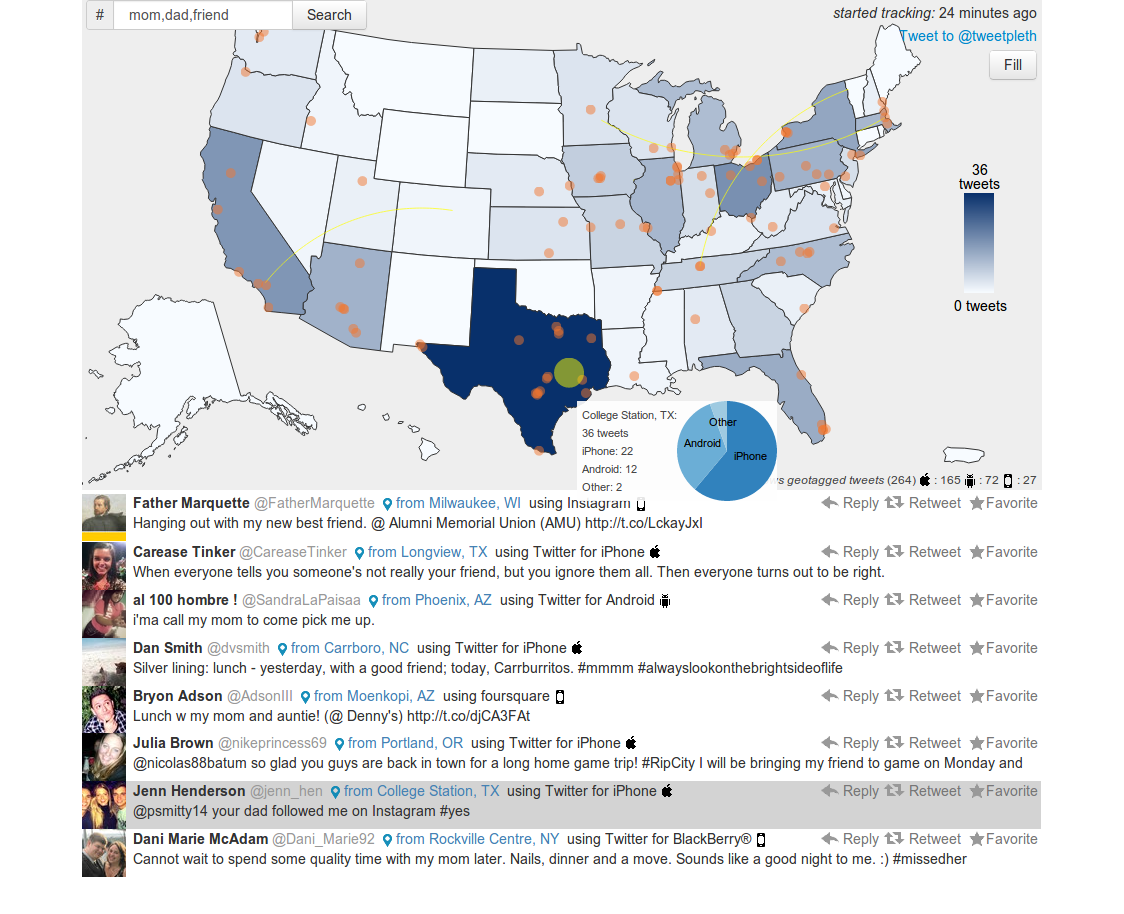 # mom,dad,friend Search
started tracking: 24 minutes ago
Tweet to @tweetpleth
Fill
36
tweets
0 tweets
College Station, TX:
36 tweets
iPhone: 22
Android: 12
Other: 2
Other
Android
iPhone
s geotagged tweets (264) : 165 : 72 : 27
Father Marquette @FatherMarquette from Milwaukee, WI using Instagram Reply Retweet Favorite
Hanging out with my new best friend. @ Alumni Memorial Union (AMU) http://t.co/LckayJxI
Carease Tinker @CareaseTinker from Longview, TX using Twitter for iPhone Reply Retweet Favorite
When everyone tells you someone's not really your friend, but you ignore them all. Then everyone turns out to be right.
al 100 hombre ! @SandraLaPaisaa from Phoenix, AZ using Twitter for Android Reply Retweet Favorite
i'ma call my mom to come pick me up.
Dan Smith @dvsmith from Carrboro, NC using Twitter for iPhone Reply Retweet Favorite
Silver lining: lunch - yesterday, with a good friend; today, Carrburritos. #mmmm #alwayslookonthebrightsideoflife
Bryon Adson @AdsonIII from Moenkopi, AZ using foursquare Reply Retweet Favorite
Lunch w my mom and auntie! (@ Denny's) http://t.co/djCA3FAt
Julia Brown @nikeprincess69 from Portland, OR using Twitter for iPhone Reply Retweet Favorite
@nicolas88batum so glad you guys are back in town for a long home game trip! #RipCity I will be bringing my friend to game on Monday and
Jenn Henderson @jenn_hen from College Station, TX using Twitter for iPhone Reply Retweet Favorite
@psmitty14 your dad followed me on Instagram #yes
Dani Marie McAdam @Dani_Marie92 from Rockville Centre, NY using Twitter for BlackBerry® Reply Retweet Favorite
Cannot wait to spend some quality time with my mom later. Nails, dinner and a move. Sounds like a good night to me. :) #missedher